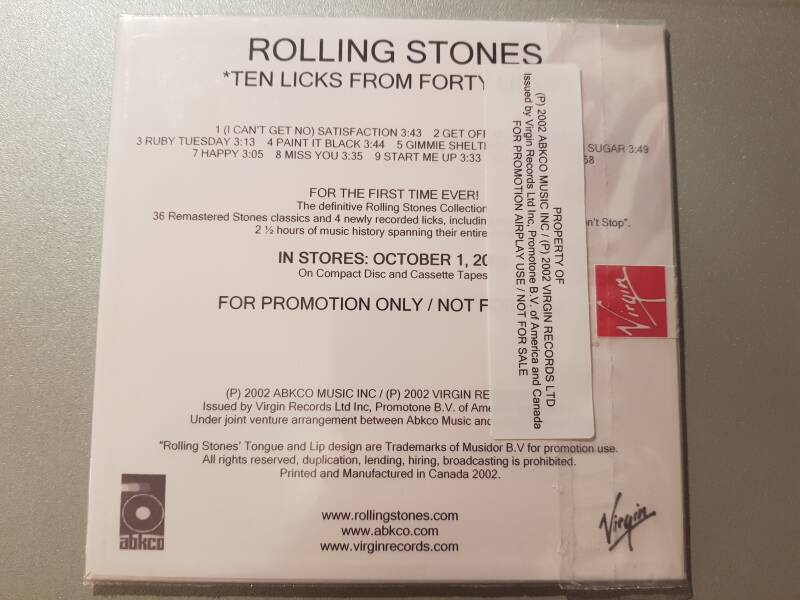 ROLLING STONES
*TEN LICKS FROM FORTY
1 (I CAN'T GET NO) SATISFACTION 3:43 2 GET OFF
3 RUBY TUESDAY 3:13 4 PAINT IT BLACK 3:44 5 GIMMIE SHELT SUGAR 3:49
7 HAPPY 3:05 8 MISS YOU 3:35 9 START ME UP 3:33 58
FOR THE FIRST TIME EVER!
The definitive Rolling Stones Collection
36 Remastered Stones classics and 4 newly recorded licks, includin n't Stop".
2 ½ hours of music history spanning their entire
IN STORES: OCTOBER 1, 20
On Compact Disc and Cassette Tapes
FOR PROMOTION ONLY / NOT F
(P) 2002 ABKCO MUSIC INC / (P) 2002 VIRGIN RE
Issued by Virgin Records Ltd Inc, Promotone B.V. of Ame
Under joint venture arrangement between Abkco Music and
"Rolling Stones' Tongue and Lip design are Trademarks of Musidor B.V for promotion use.
All rights reserved, duplication, lending, hiring, broadcasting is prohibited.
Printed and Manufactured in Canada 2002.
www.rollingstones.com
www.abkco.com
www.virginrecords.com
abkco
Virgin
PROPERTY OF
(P) 2002 ABKCO MUSIC INC / (P) 2002 VIRGIN RECORDS LTD
Issued by Virgin Records Ltd Inc, Promotone B.V. of America and Canada
FOR PROMOTION AIRPLAY USE / NOT FOR SALE
Virgin